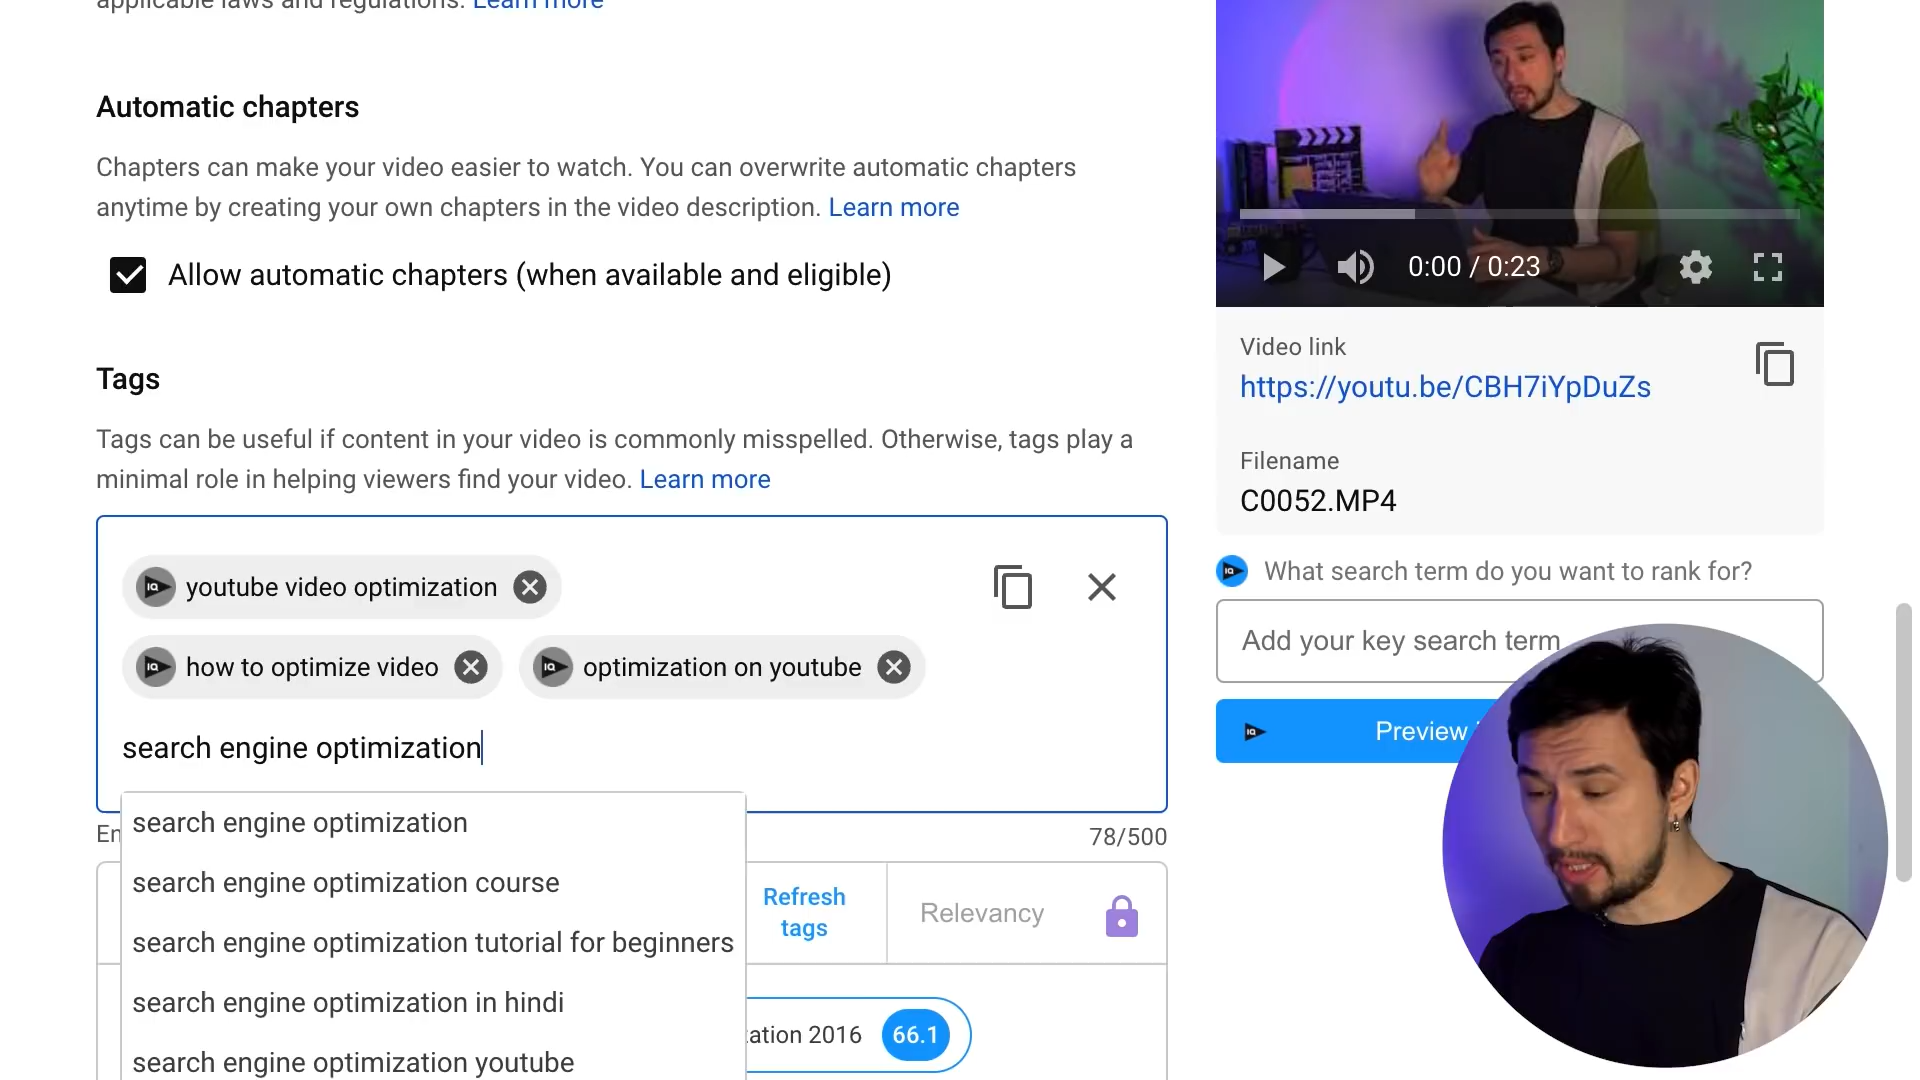 applicable laws and regulations. Learn more
Automatic chapters
Chapters can make your video easier to watch. You can overwrite automatic chapters
anytime by creating your own chapters in the video description. Learn more
Allow automatic chapters (when available and eligible)
Tags
Tags can be useful if content in your video is commonly misspelled. Otherwise, tags play a
minimal role in helping viewers find your video. Learn more
youtube video optimization
how to optimize video
optimization on youtube
search engine optimization
search engine optimization
search engine optimization course
search engine optimization tutorial for beginners
search engine optimization in hindi
search engine optimization youtube
En
78/500
Refresh
tags
Relevancy
ation 2016
66.1
0:00 / 0:23
Video link
https://youtu.be/CBH7iYpDuZs
Filename
C0052.MP4
IQ What search term do you want to rank for?
Add your key search term
Preview